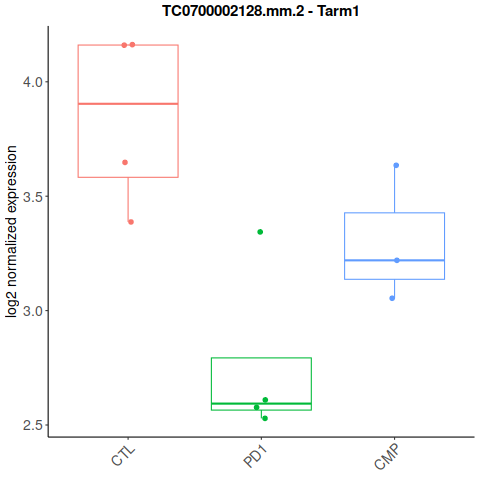 TC0700002128.mm.2 - Tarm1
log2 normalized expression
4.0
3.5
3.0
2.5
CTL
PD1
CMP